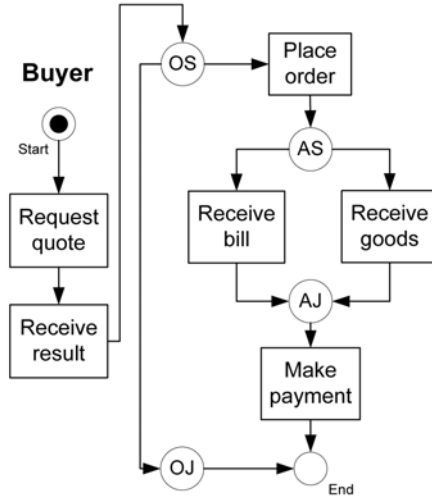 Buyer
Start
Request
quote
Receive
result
OS
Place
order
AS
Receive
bill
Receive
goods
AJ
Make
payment
OJ
End